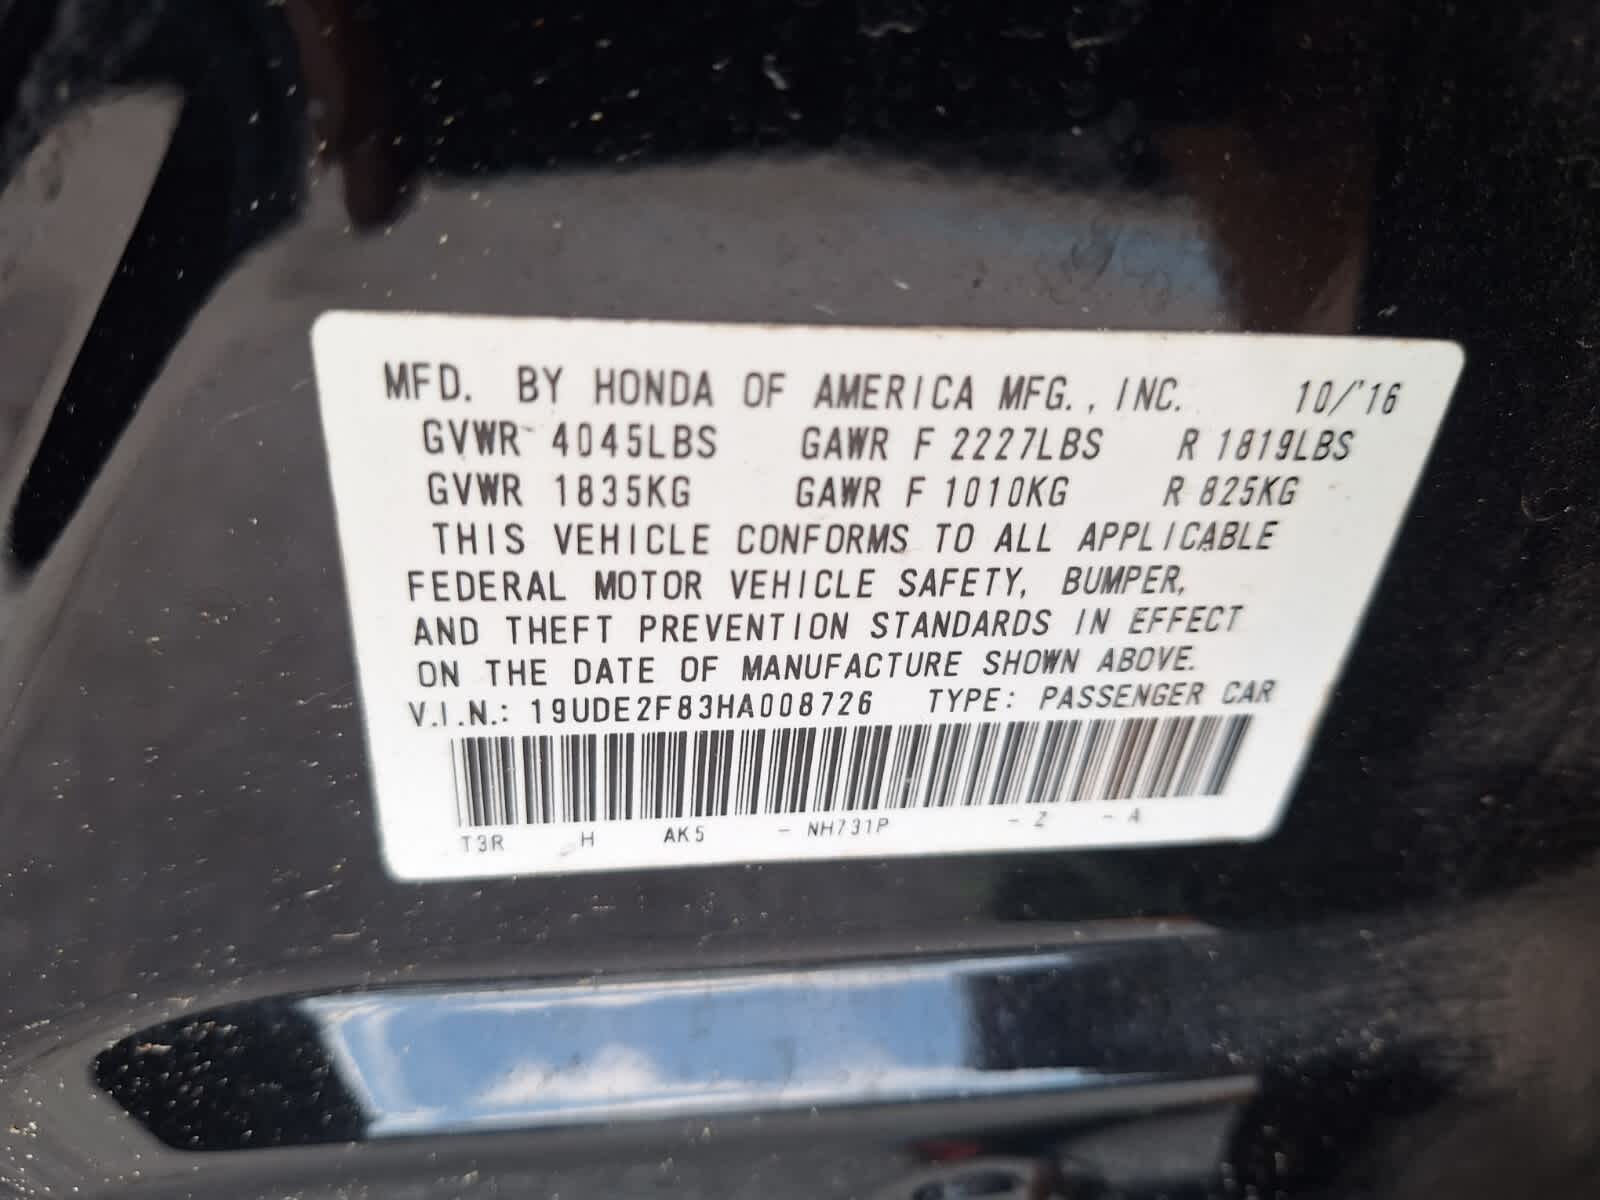 MFD. BY HONDA OF AMERICA MFG., INC. 10/'16
GVWR 4045LBS GAWR F 2227LBS R 1819LBS
GVWR 1835KG GAWR F 1010KG R 825KG
THIS VEHICLE CONFORMS TO ALL APPLICABLE
FEDERAL MOTOR VEHICLE SAFETY, BUMPER,
AND THEFT PREVENTION STANDARDS IN EFFECT
ON THE DATE OF MANUFACTURE SHOWN ABOVE.
V.I.N.: 19UDE2F83HA008726 TYPE: PASSENGER CAR
T3R H AK5 - NH731P - Z - A